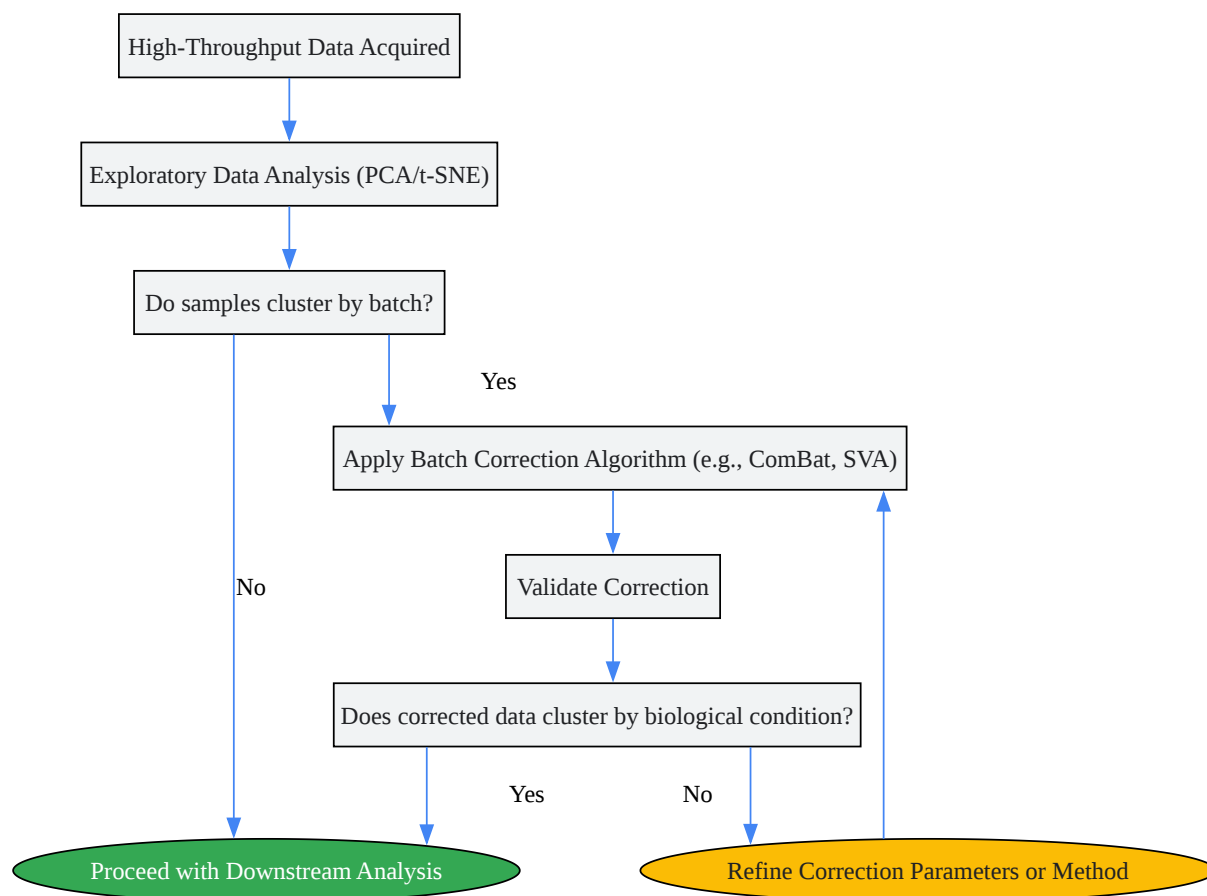 High-Throughput Data Acquired
Exploratory Data Analysis (PCA/t-SNE)
Do samples cluster by batch?
Yes
Apply Batch Correction Algorithm (e.g., ComBat, SVA)
No
Validate Correction
Does corrected data cluster by biological condition?
Yes
No
Proceed with Downstream Analysis
Refine Correction Parameters or Method